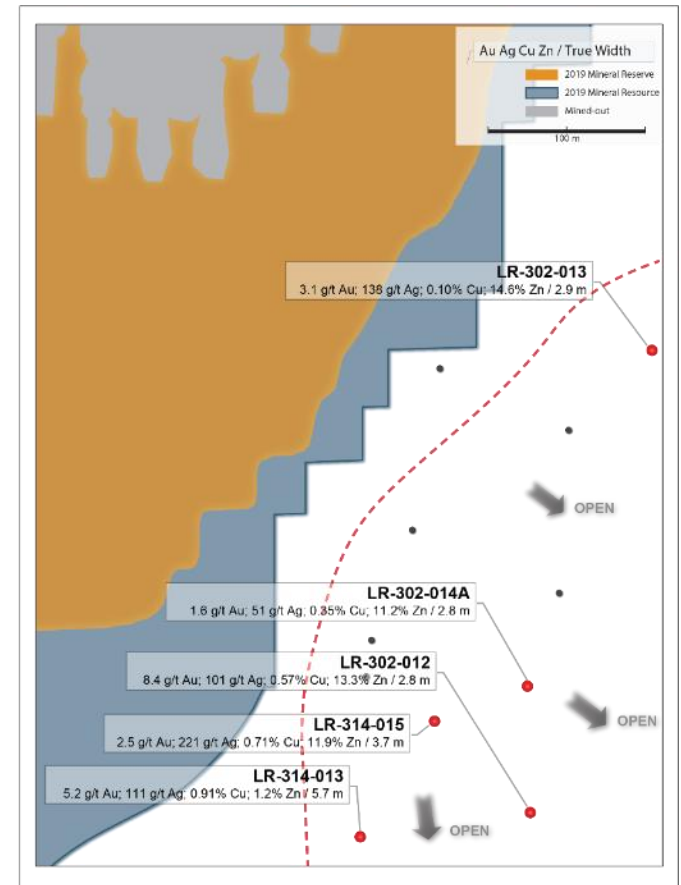 Au Ag Cu Zn / True Width
2019 Mineral Reserve
2019 Mineral Resource
Mined-out
100 m
LR-302-013
3.1 g/t Au; 138 g/t Ag; 0.10% Cu; 14.6% Zn / 2.9 m
OPEN
LR-302-014A
1.6 g/t Au; 51 g/t Ag; 0.35% Cu; 11.2% Zn / 2.8 m
LR-302-012
8.4 g/t Au; 101 g/t Ag; 0.57% Cu; 13.3% Zn / 2.8 m
OPEN
LR-314-015
2.5 g/t Au; 221 g/t Ag; 0.71% Cu; 11.9% Zn / 3.7 m
LR-314-013
5.2 g/t Au; 111 g/t Ag; 0.91% Cu; 1.2% Zn / 5.7 m
OPEN